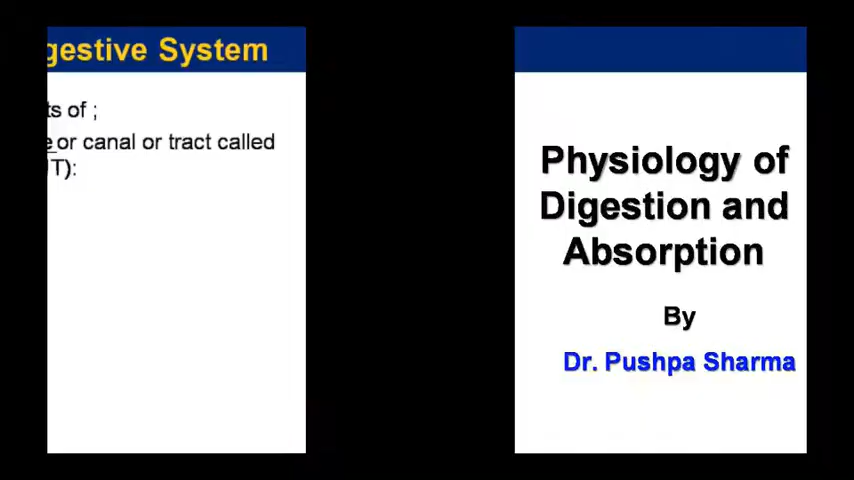 gestive System
ts of ;
e or canal or tract called
T):
Physiology of
Digestion and
Absorption
By
Dr. Pushpa Sharma